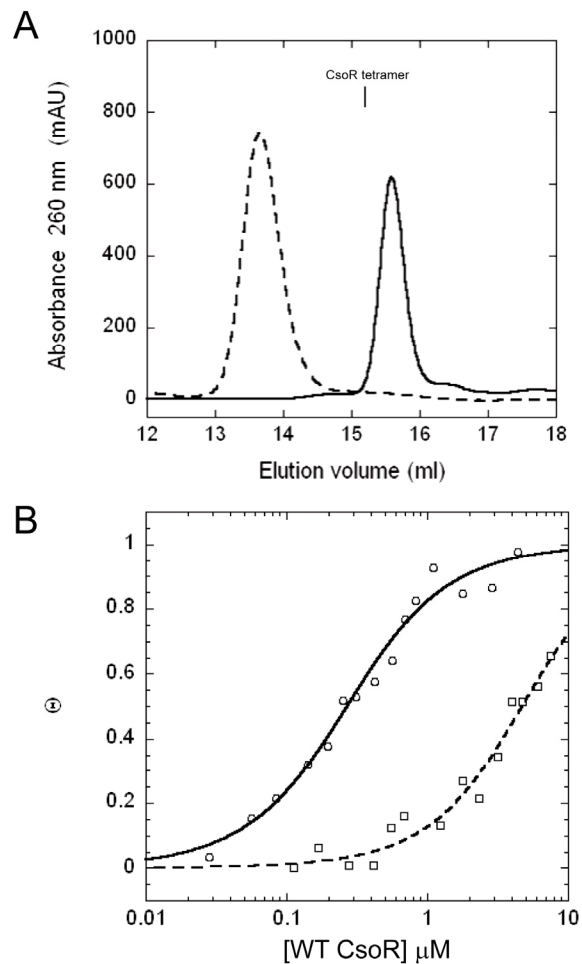 A
1000
800
600
400
200
0
CsoR tetramer
Absorbance 260 nm (mAU)
12 13 14 15 16 17 18
Elution volume (ml)
B
1
0.8
0.6
0.4
0.2
0
Θ
0.01 0.1 1 10
[WT CsoR] μM